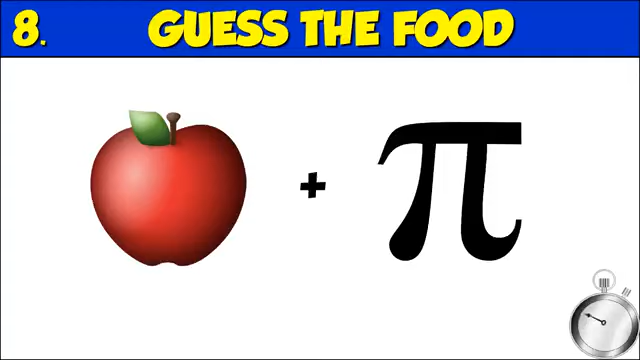 8. GUESS THE FOOD
+ π